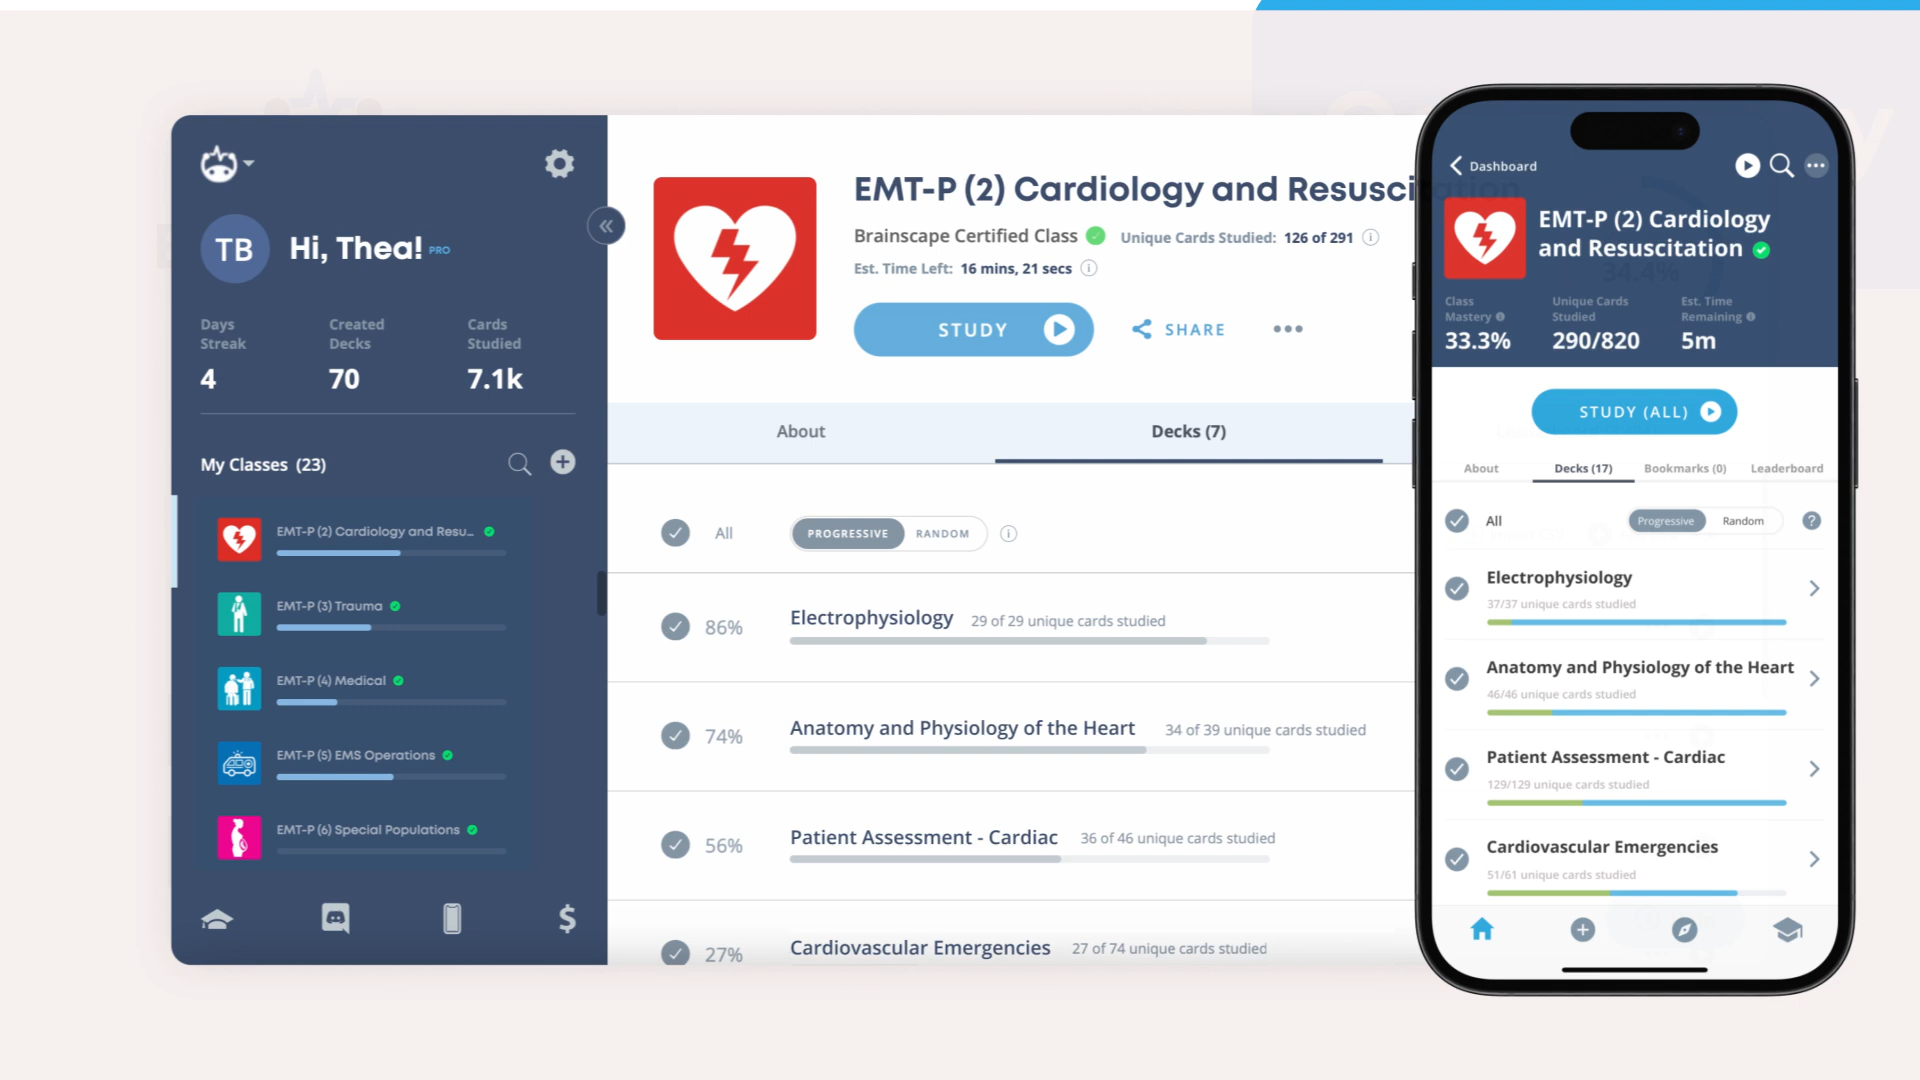 TB
Hi, Thea! PRO
Days Streak
4
Created Decks
70
Cards Studied
7.1k
My Classes (23)
EMT-P (2) Cardiology and Resu...
EMT-P (3) Trauma
EMT-P (4) Medical
EMT-P (5) EMS Operations
EMT-P (6) Special Populations
EMT-P (2) Cardiology and Resuscitation
Brainscape Certified Class
Unique Cards Studied: 126 of 291
Est. Time Left: 16 mins, 21 secs
STUDY
SHARE
About
Decks (7)
All
PROGRESSIVE
RANDOM
86%
Electrophysiology
29 of 29 unique cards studied
74%
Anatomy and Physiology of the Heart
34 of 39 unique cards studied
56%
Patient Assessment - Cardiac
36 of 46 unique cards studied
27%
Cardiovascular Emergencies
27 of 74 unique cards studied
Dashboard
EMT-P (2) Cardiology
and Resuscitation
34.4%
Class
Mastery
33.3%
Unique Cards
Studied
290/820
Est. Time
Remaining
5m
STUDY (ALL)
About
Decks (17)
Bookmarks (0)
Leaderboard
All
Progressive
Random
?
Electrophysiology
37/37 unique cards studied
Anatomy and Physiology of the Heart
46/46 unique cards studied
Patient Assessment - Cardiac
129/129 unique cards studied
Cardiovascular Emergencies
51/61 unique cards studied